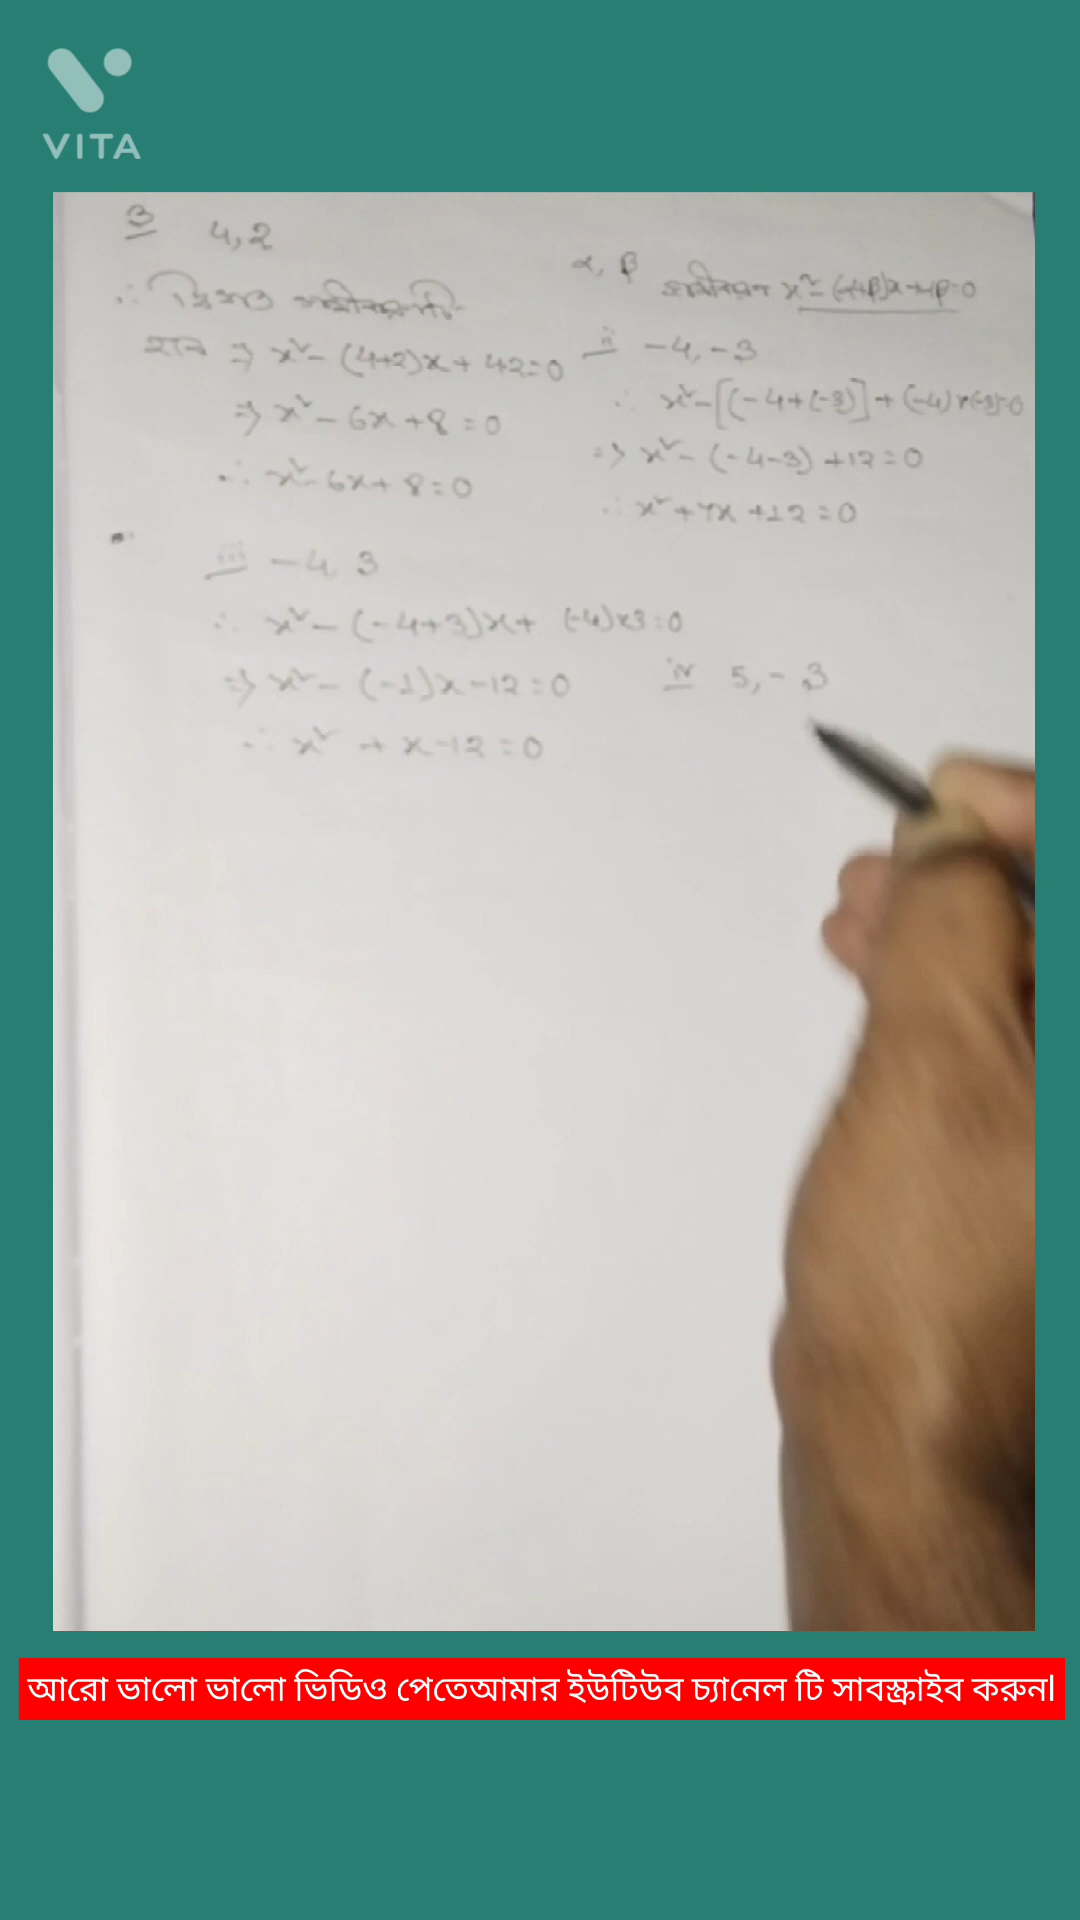 VITA
3 4,2
∴ দ্বিঘাত সমীকরণটি
হবে ⇒ x² - (4+2)x + 4·2 = 0
⇒ x² - 6x + 8 = 0
∴ x² - 6x + 8 = 0
α, β সমীকরণ x² - (α+β)x + αβ = 0
ii -4, -3
∴ x² - [(-4+(-3)] + (-4)×(-3) = 0
⇒ x² - (-4-3) + 12 = 0
∴ x² + 7x + 12 = 0
iii -4, 3
∴ x² - (-4+3)x + (-4)×3 = 0
⇒ x² - (-1)x - 12 = 0
∴ x² + x - 12 = 0
iv 5, -3
আরো ভালো ভালো ভিডিও পেতেআমার ইউটিউব চ্যানেল টি সাবস্ক্রাইব করুন।